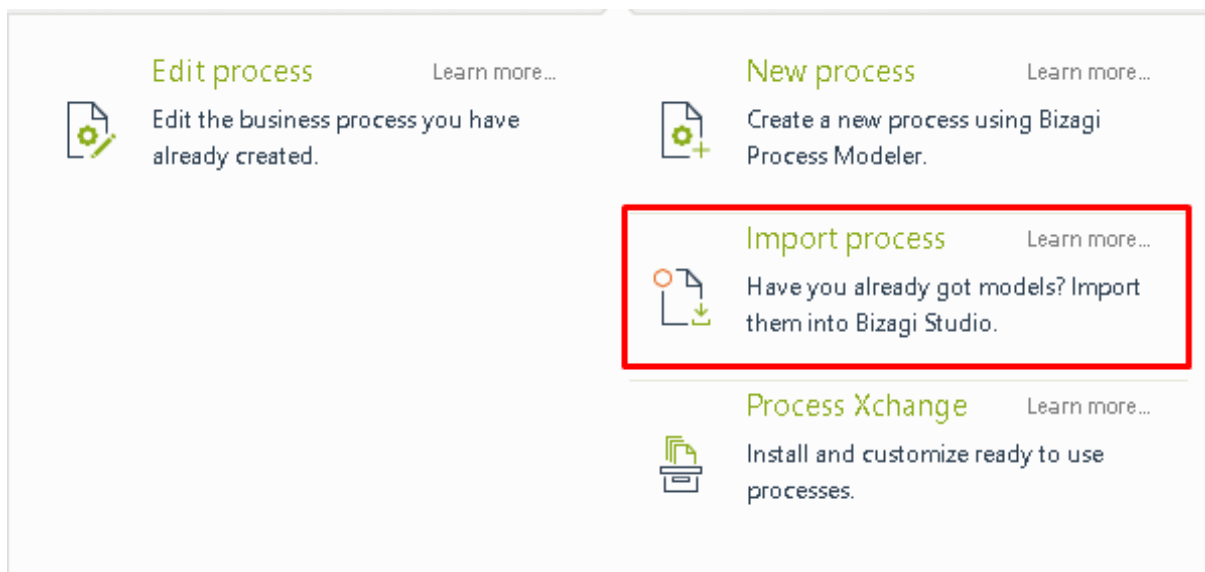 Edit process Learn more...
Edit the business process you have
already created.
New process Learn more...
Create a new process using Bizagi
Process Modeler.
Import process Learn more...
Have you already got models? Import
them into Bizagi Studio.
Process Xchange Learn more...
Install and customize ready to use
processes.